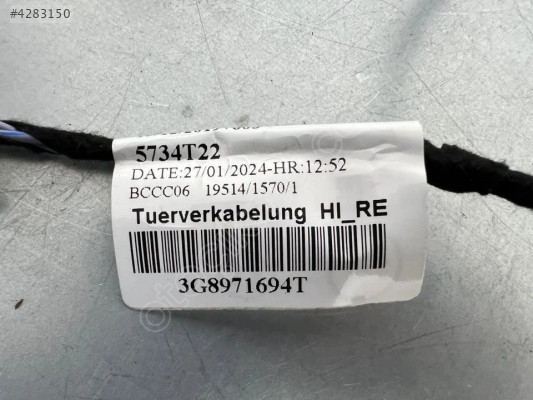 #4283150
5734T22
DATE:27/01/2024-HR:12:52
BCCC06 19514/1570/1
Tuerverkabelung HI_RE
3G8971694T